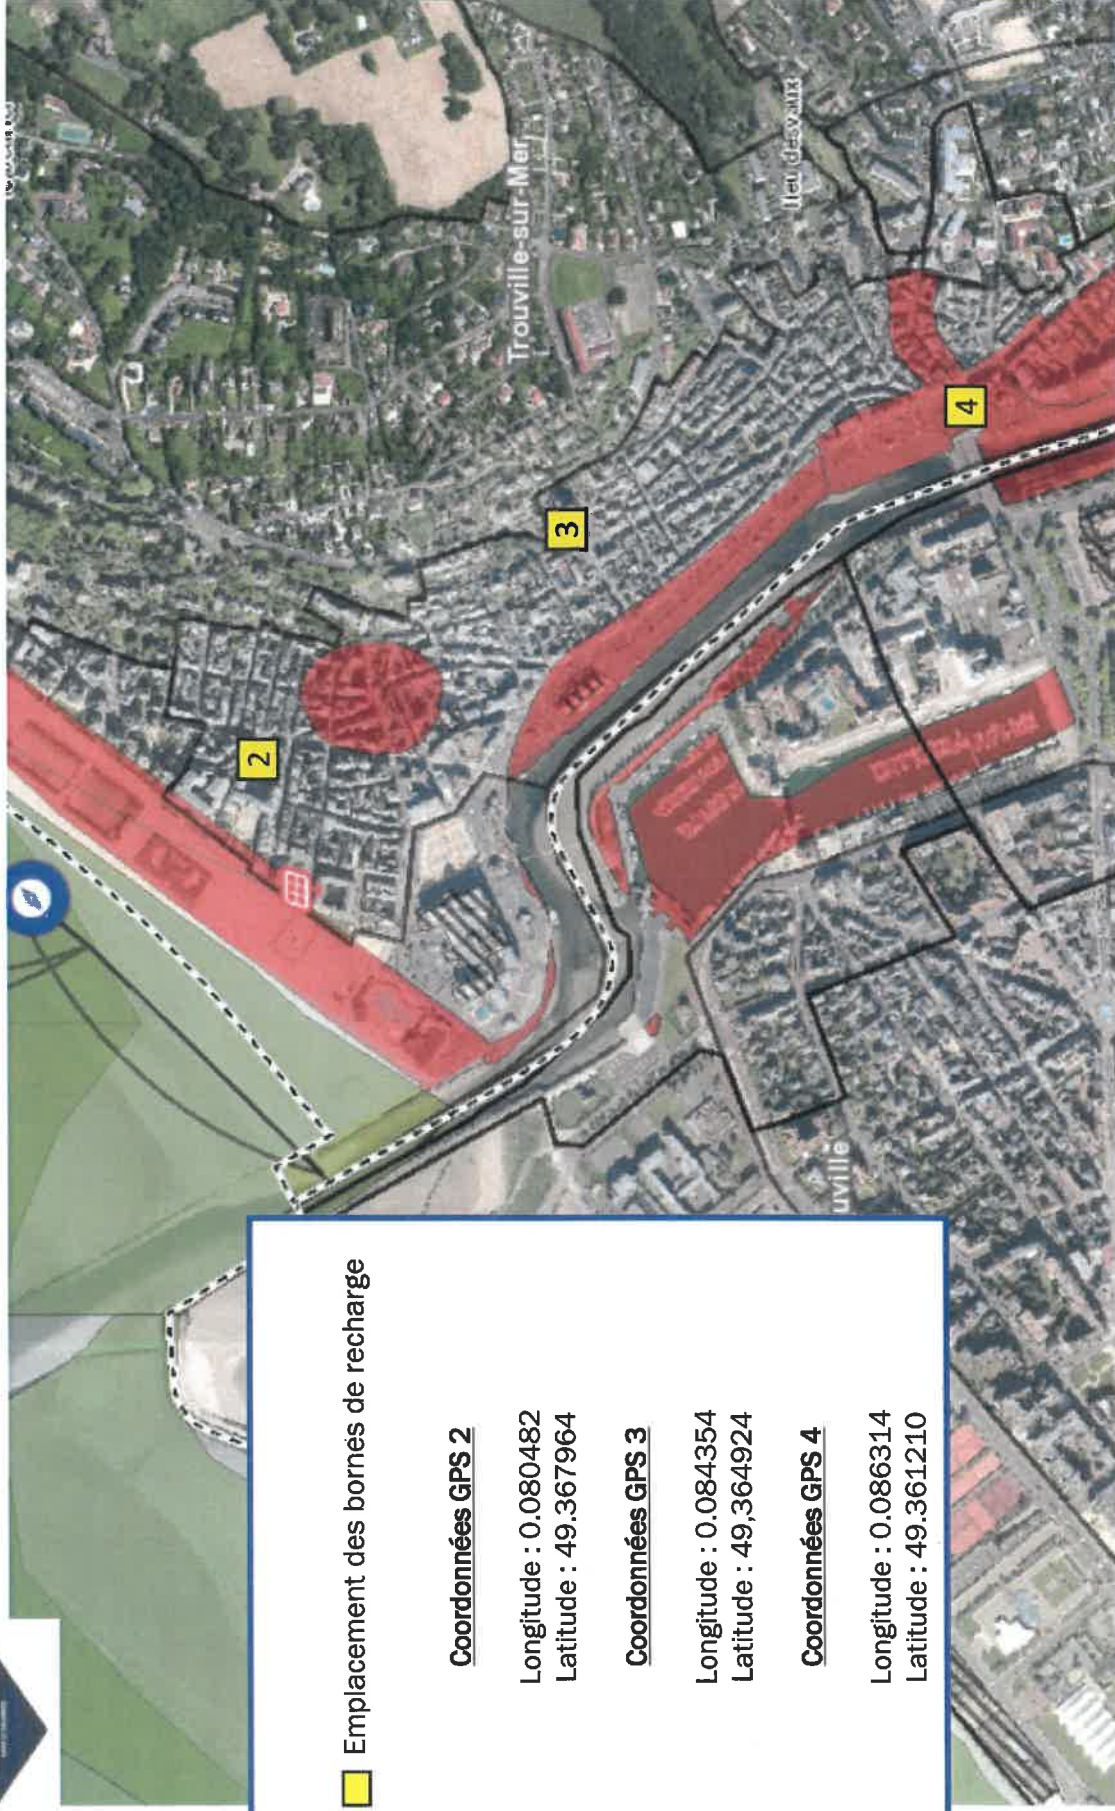 Trouville-sur-Mer
2
3
4
uville
Emplacement des bornes de recharge
Coordonnées GPS 2
Longitude : 0.080482
Latitude : 49.367964
Coordonnées GPS 3
Longitude : 0.084354
Latitude : 49,364924
Coordonnées GPS 4
Longitude : 0.086314
Latitude : 49.361210